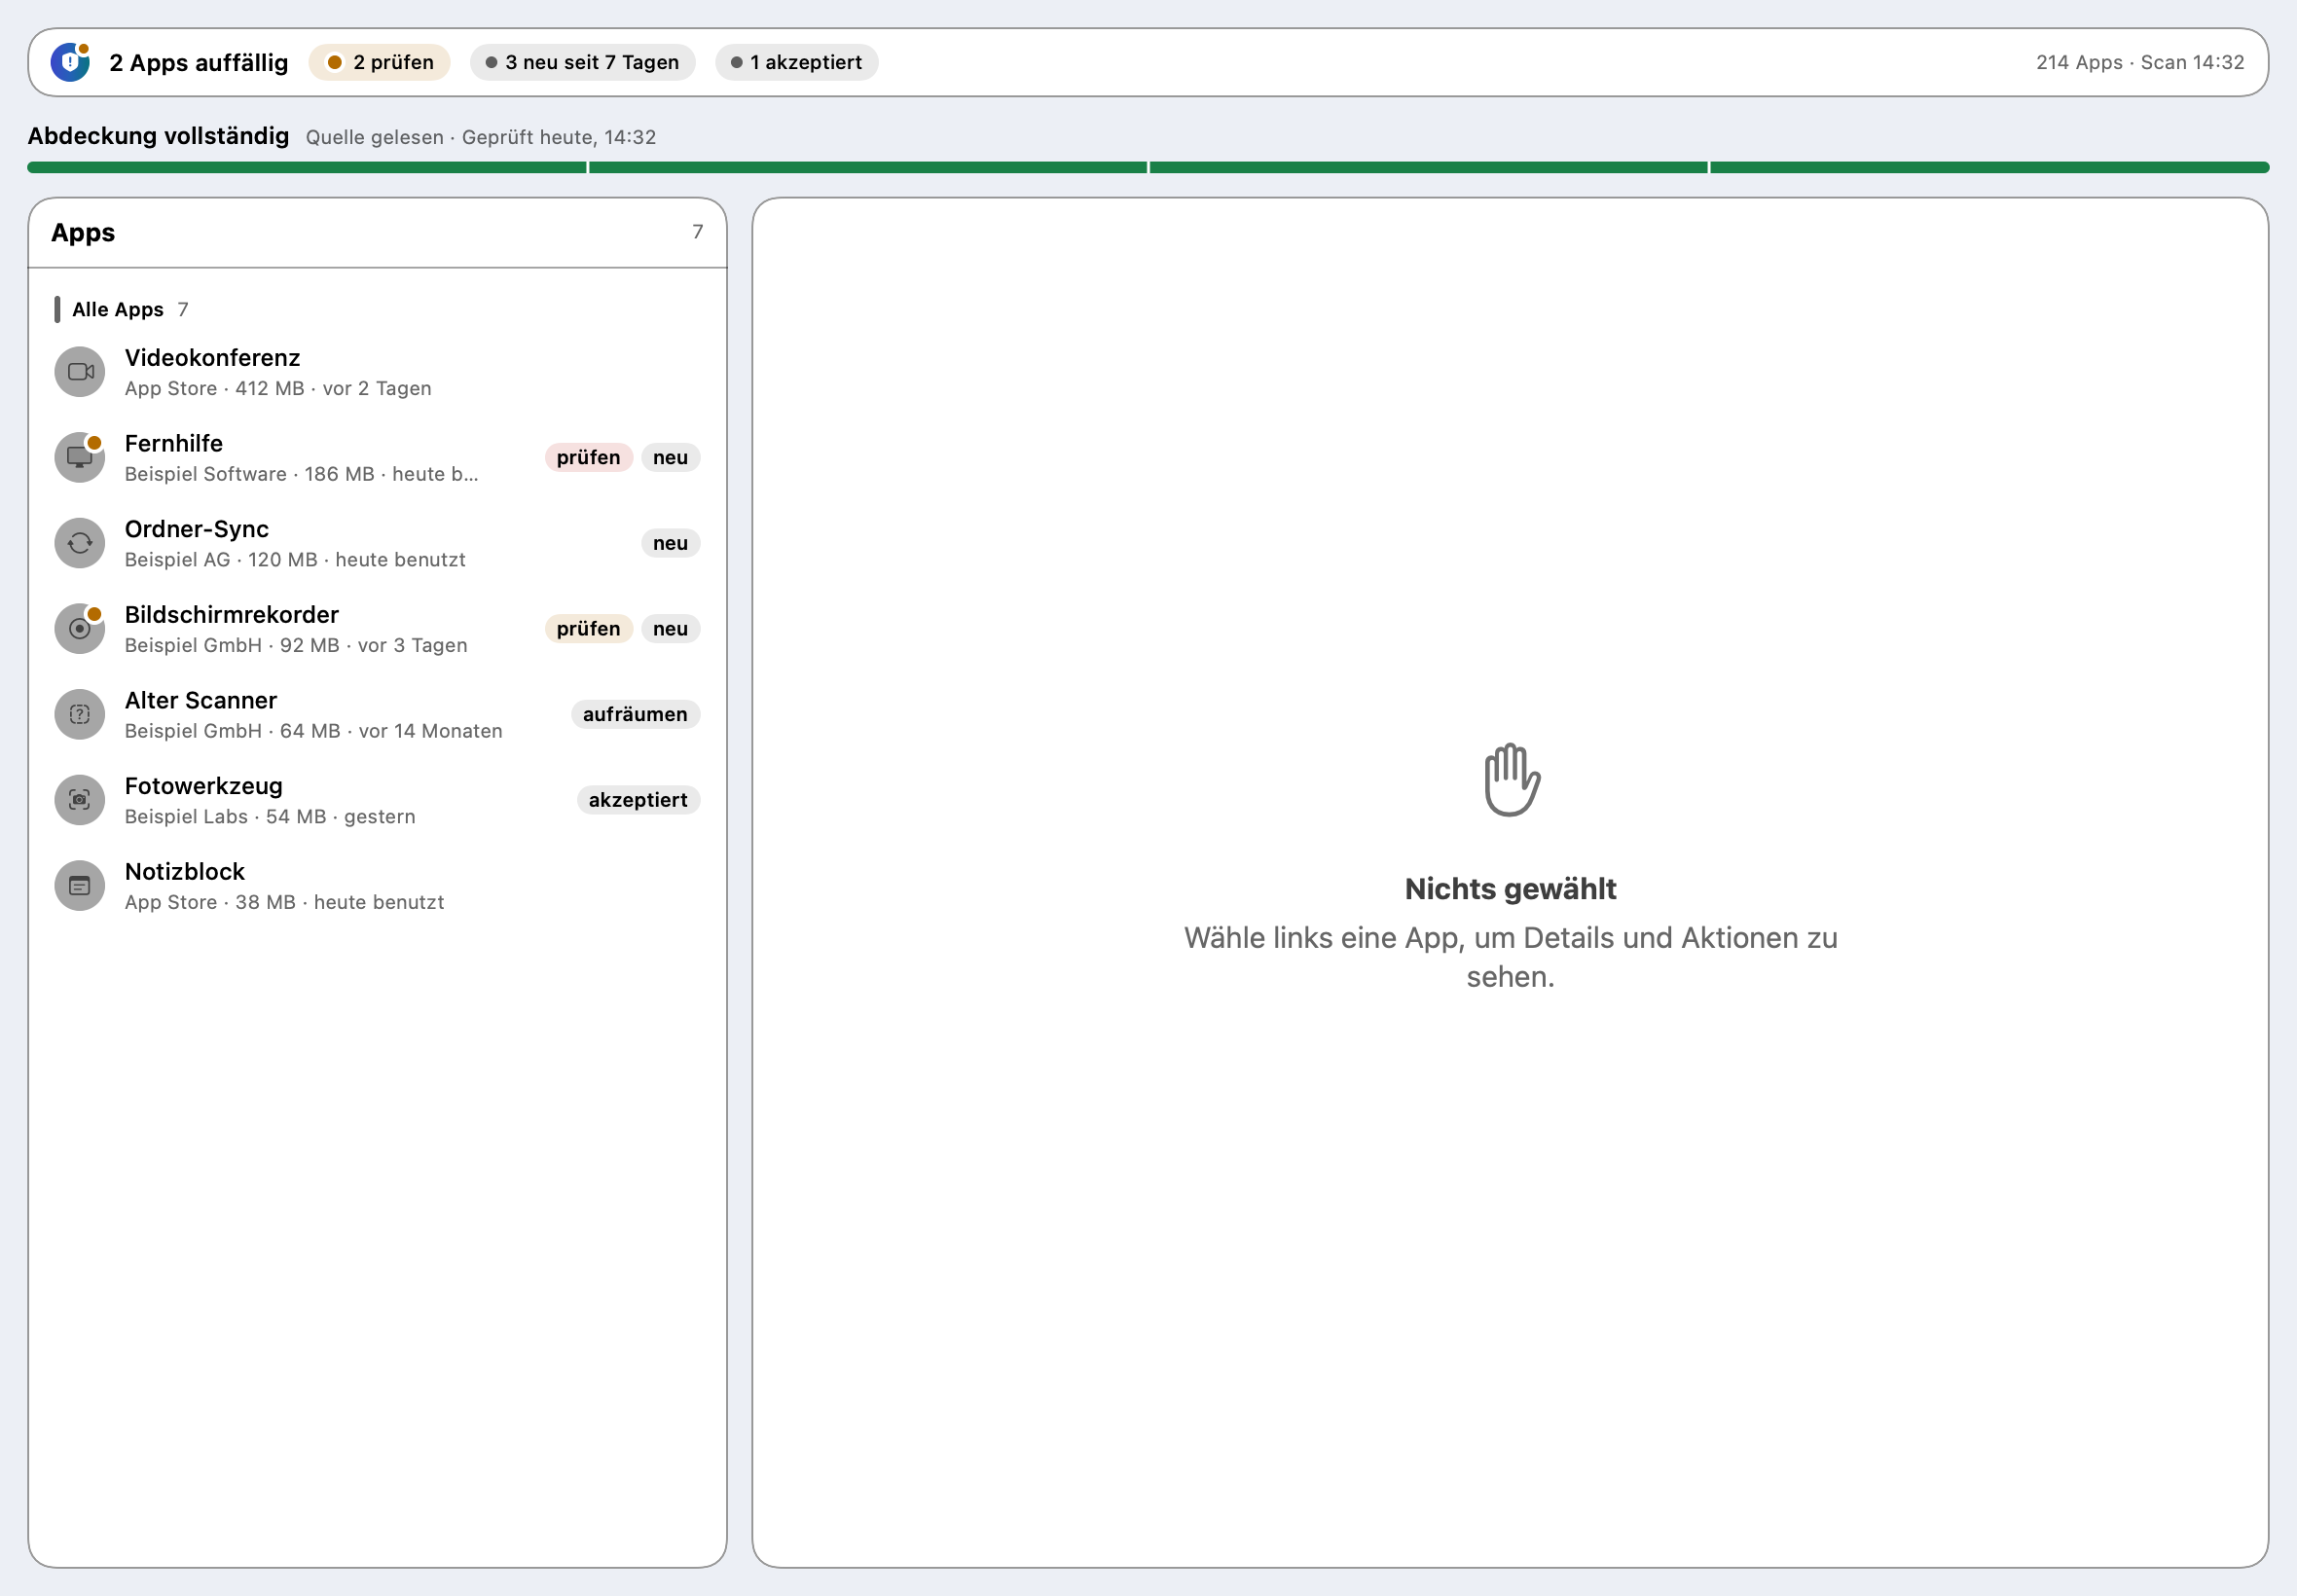 2 Apps auffällig
2 prüfen
3 neu seit 7 Tagen
1 akzeptiert
214 Apps · Scan 14:32
Abdeckung vollständig
Quelle gelesen · Geprüft heute, 14:32
Apps
7
Alle Apps 7
Videokonferenz
App Store · 412 MB · vor 2 Tagen
Fernhilfe
Beispiel Software · 186 MB · heute b...
prüfen
neu
Ordner-Sync
Beispiel AG · 120 MB · heute benutzt
neu
Bildschirmrekorder
Beispiel GmbH · 92 MB · vor 3 Tagen
prüfen
neu
Alter Scanner
Beispiel GmbH · 64 MB · vor 14 Monaten
aufräumen
Fotowerkzeug
Beispiel Labs · 54 MB · gestern
akzeptiert
Notizblock
App Store · 38 MB · heute benutzt
Nichts gewählt
Wähle links eine App, um Details und Aktionen zu
sehen.